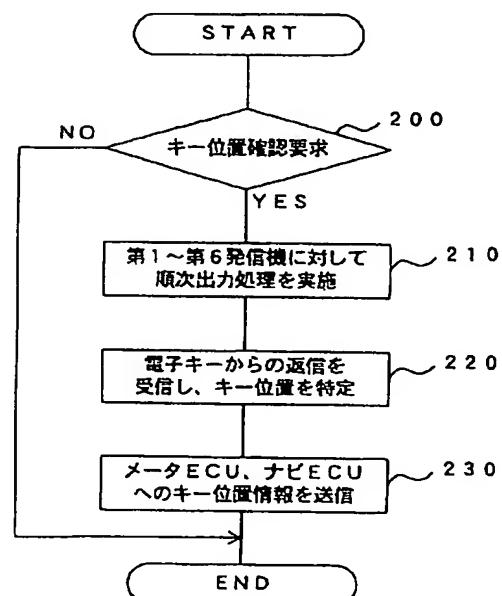 START
NO
キー位置確認要求
200
YES
第1～第6発信機に対して
順次出力処理を実施
210
電子キーからの返信を
受信し、キー位置を特定
220
メータECU、ナビECU
へのキー位置情報を送信
230
END